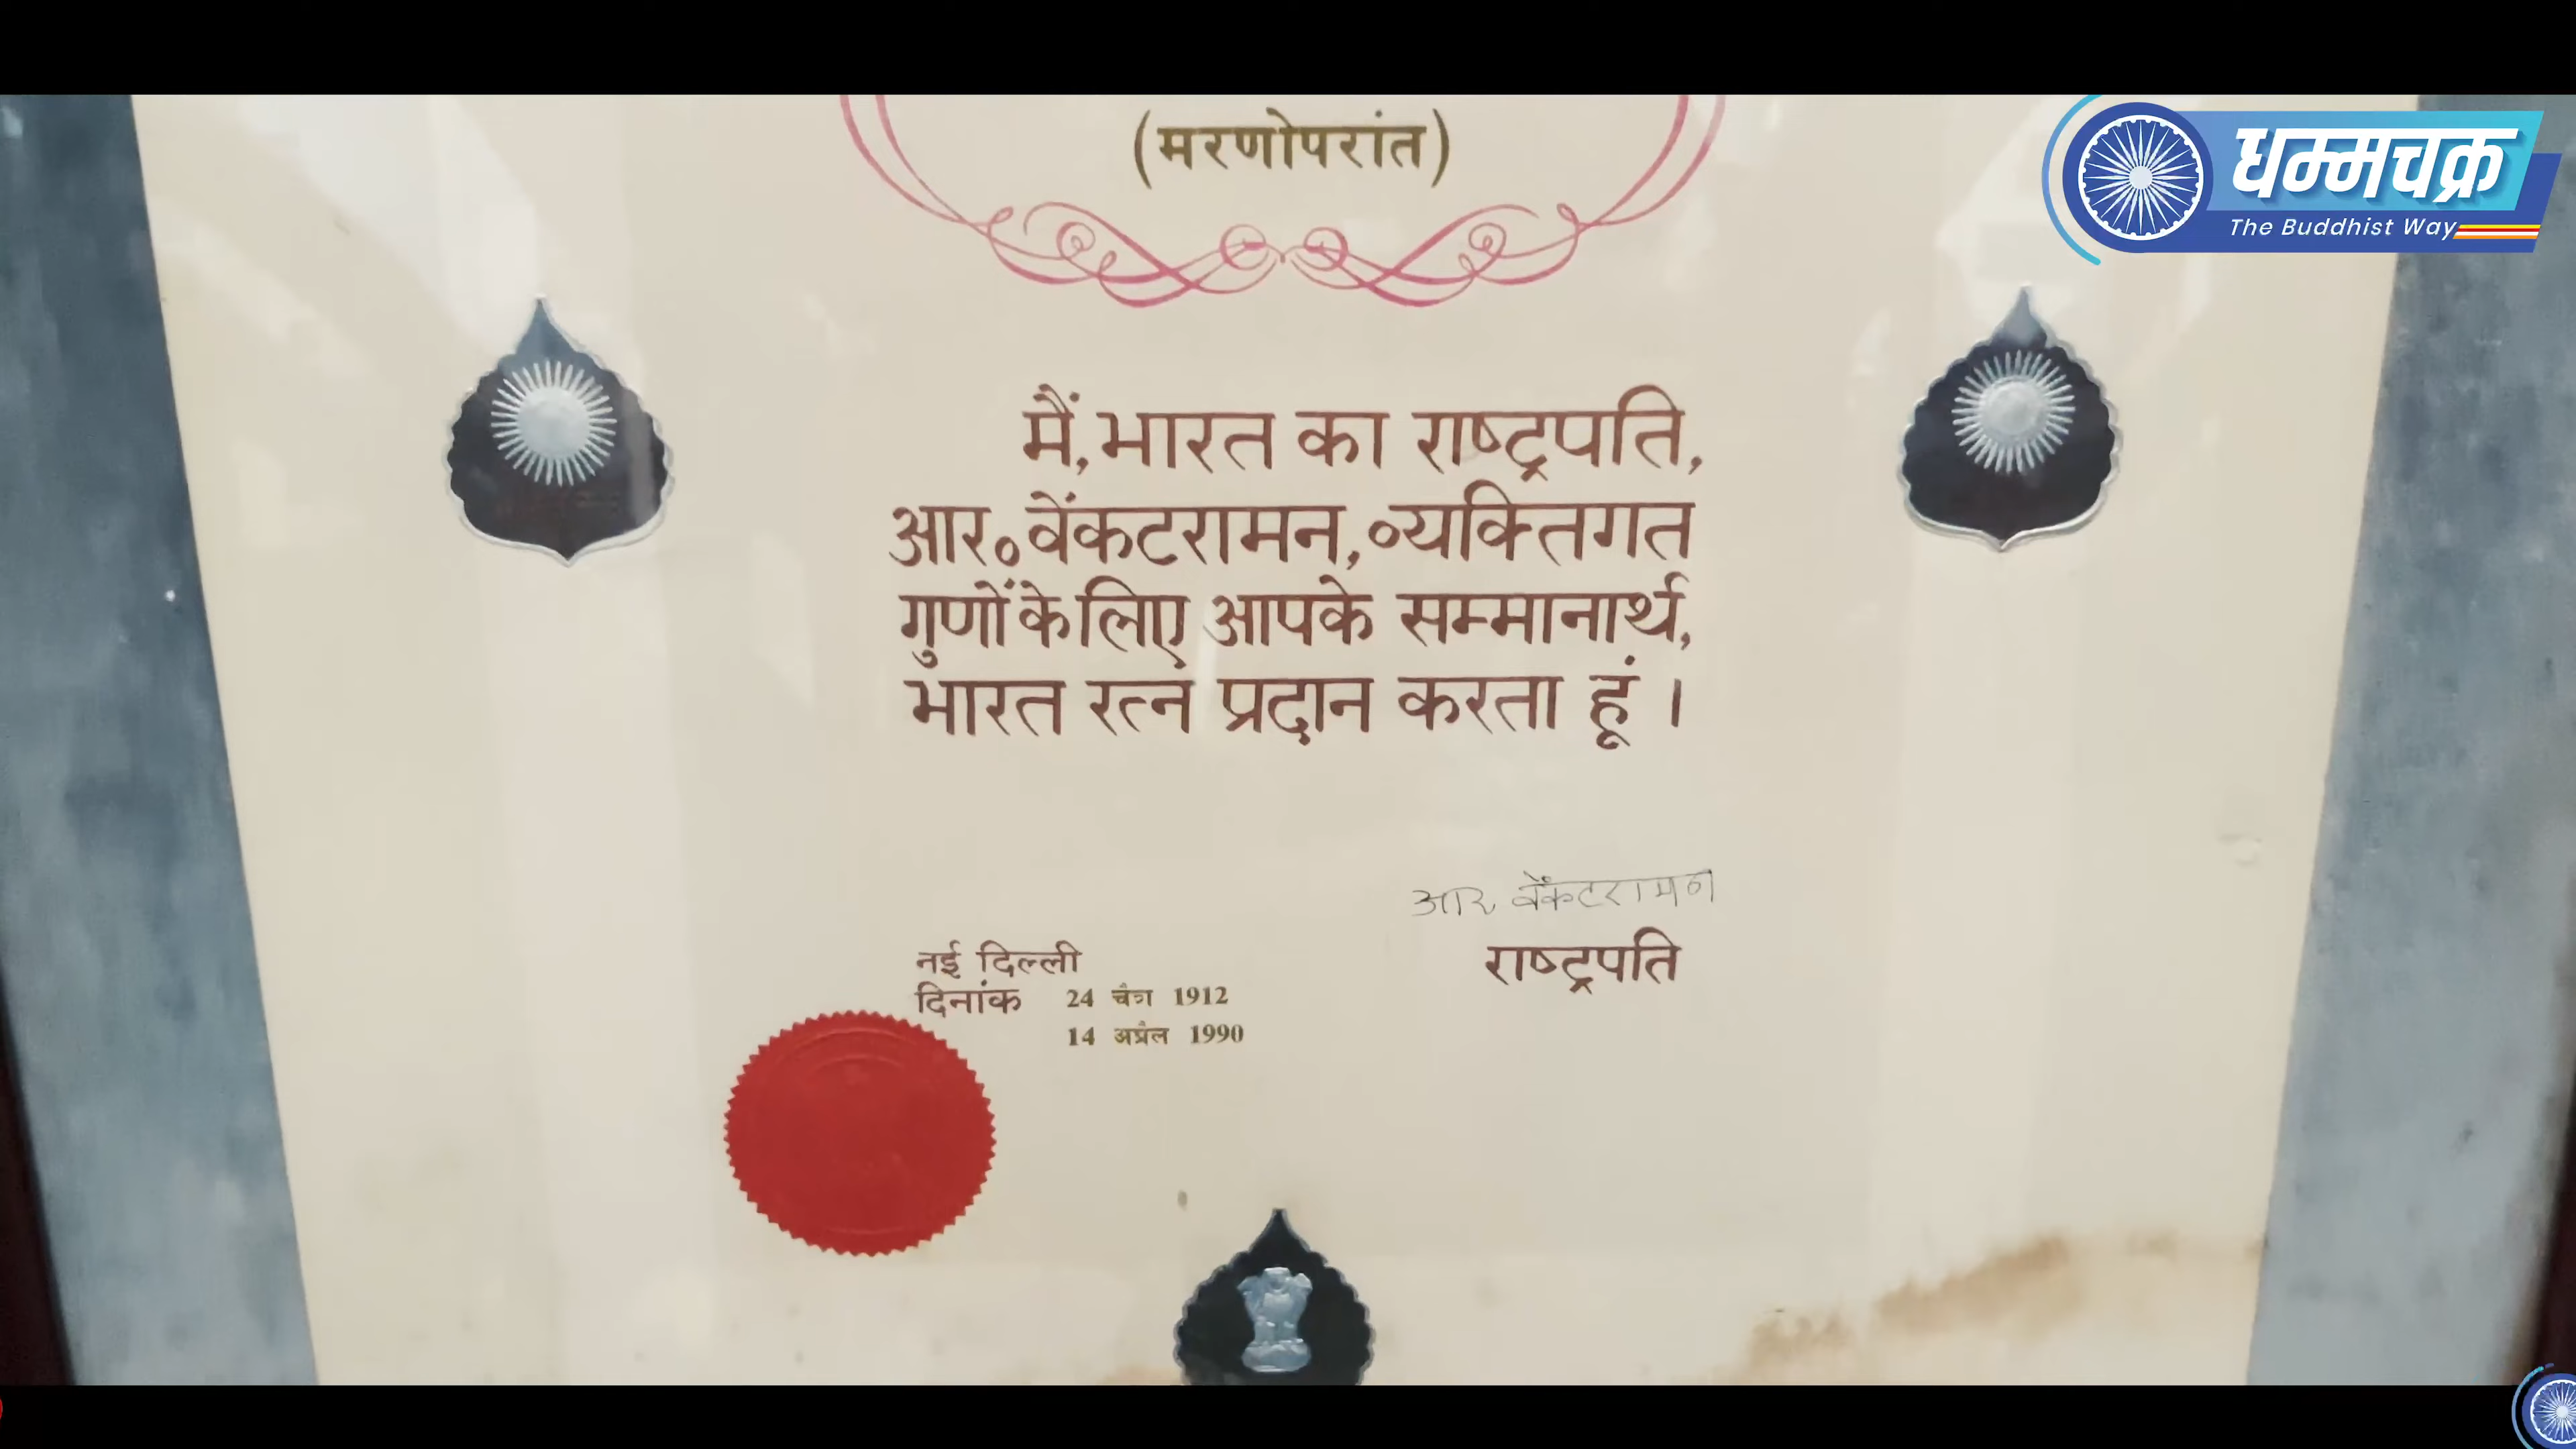 (मरणोपरांत)
धम्मचक्र
The Buddhist Way
मैं, भारत का राष्ट्रपति,
आर० वेंकटरामन, व्यक्तिगत
गुणों के लिए आपके सम्मानार्थ,
भारत रत्न प्रदान करता हूं ।
आर वेंकटरामन
राष्ट्रपति
नई दिल्ली
दिनांक 24 चैत्र 1912
14 अप्रैल 1990